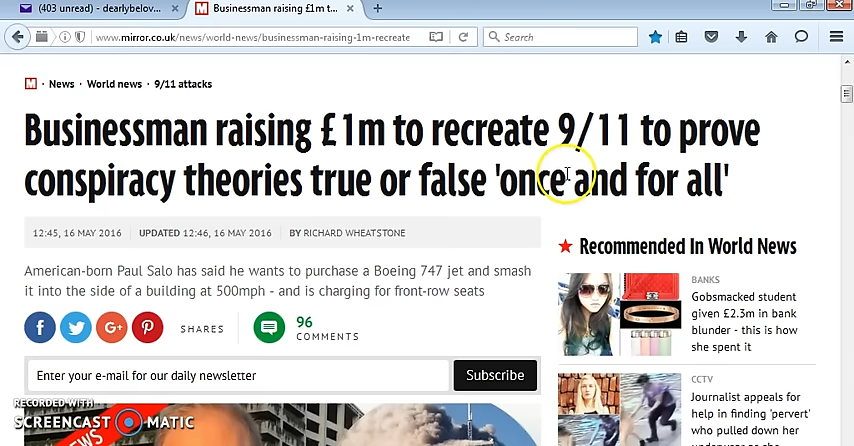 (403 unread) - dearlybelov...
M Businessman raising £1m t...
www.mirror.co.uk/news/world-news/businessman-raising-1m-recreate
Search
M · News · World news · 9/11 attacks
Businessman raising £1m to recreate 9/11 to prove
conspiracy theories true or false 'once and for all'
12:45, 16 MAY 2016
UPDATED 12:46, 16 MAY 2016
BY RICHARD WHEATSTONE
American-born Paul Salo has said he wants to purchase a Boeing 747 jet and smash
it into the side of a building at 500mph - and is charging for front-row seats
SHARES
96
COMMENTS
Enter your e-mail for our daily newsletter
Subscribe
RECORDED WITH
SCREENCAST MATIC
NEWS
Recommended In World News
BANKS
Gobsmacked student
given £2.3m in bank
blunder - this is how
she spent it
CCTV
Journalist appeals for
help in finding 'pervert'
who pulled down her